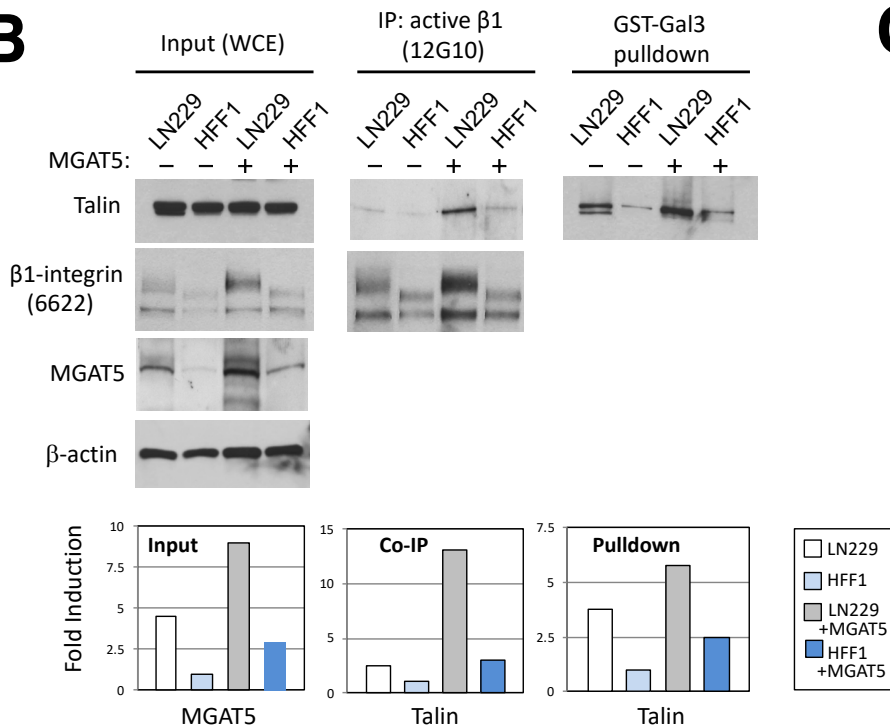 B
C
Input (WCE)
IP: active β1
(12G10)
GST-Gal3
pulldown
LN229 HFF1 LN229 HFF1
LN229 HFF1 LN229 HFF1
LN229 HFF1 LN229 HFF1
MGAT5: – – + + – – + + – – + +
Talin
β1-integrin
(6622)
MGAT5
β-actin
Fold Induction
10
7.5
5
2.5
0
Input
MGAT5
15
10
5
0
Co-IP
Talin
7.5
5
2.5
0
Pulldown
Talin
LN229
HFF1
LN229
+MGAT5
HFF1
+MGAT5